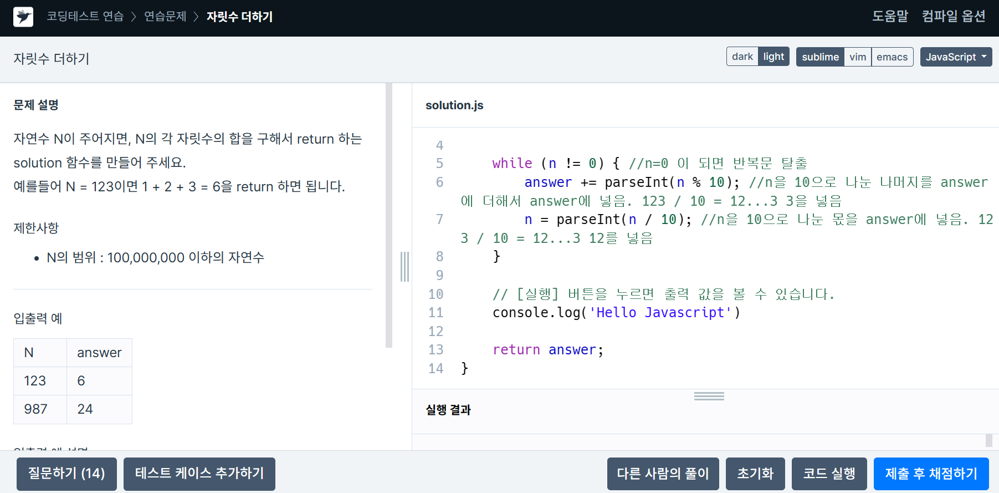 코딩테스트 연습 > 연습문제 > 자릿수 더하기
도움말 컴파일 옵션
자릿수 더하기
dark light sublime vim emacs JavaScript
문제 설명
자연수 N이 주어지면, N의 각 자릿수의 합을 구해서 return 하는
solution 함수를 만들어 주세요.
예를들어 N = 123이면 1 + 2 + 3 = 6을 return 하면 됩니다.
제한사항
• N의 범위 : 100,000,000 이하의 자연수
입출력 예
N answer
123 6
987 24
solution.js
4
5 while (n != 0) { //n=0 이 되면 반복문 탈출
6 answer += parseInt(n % 10); //n을 10으로 나눈 나머지를 answer
에 더해서 answer에 넣음. 123 / 10 = 12...3 3을 넣음
7 n = parseInt(n / 10); //n을 10으로 나눈 몫을 answer에 넣음. 12
3 / 10 = 12...3 12를 넣음
8 }
9
10 // [실행] 버튼을 누르면 출력 값을 볼 수 있습니다.
11 console.log('Hello Javascript')
12
13 return answer;
14 }
실행 결과
질문하기 (14) 테스트 케이스 추가하기 다른 사람의 풀이 초기화 코드 실행 제출 후 채점하기